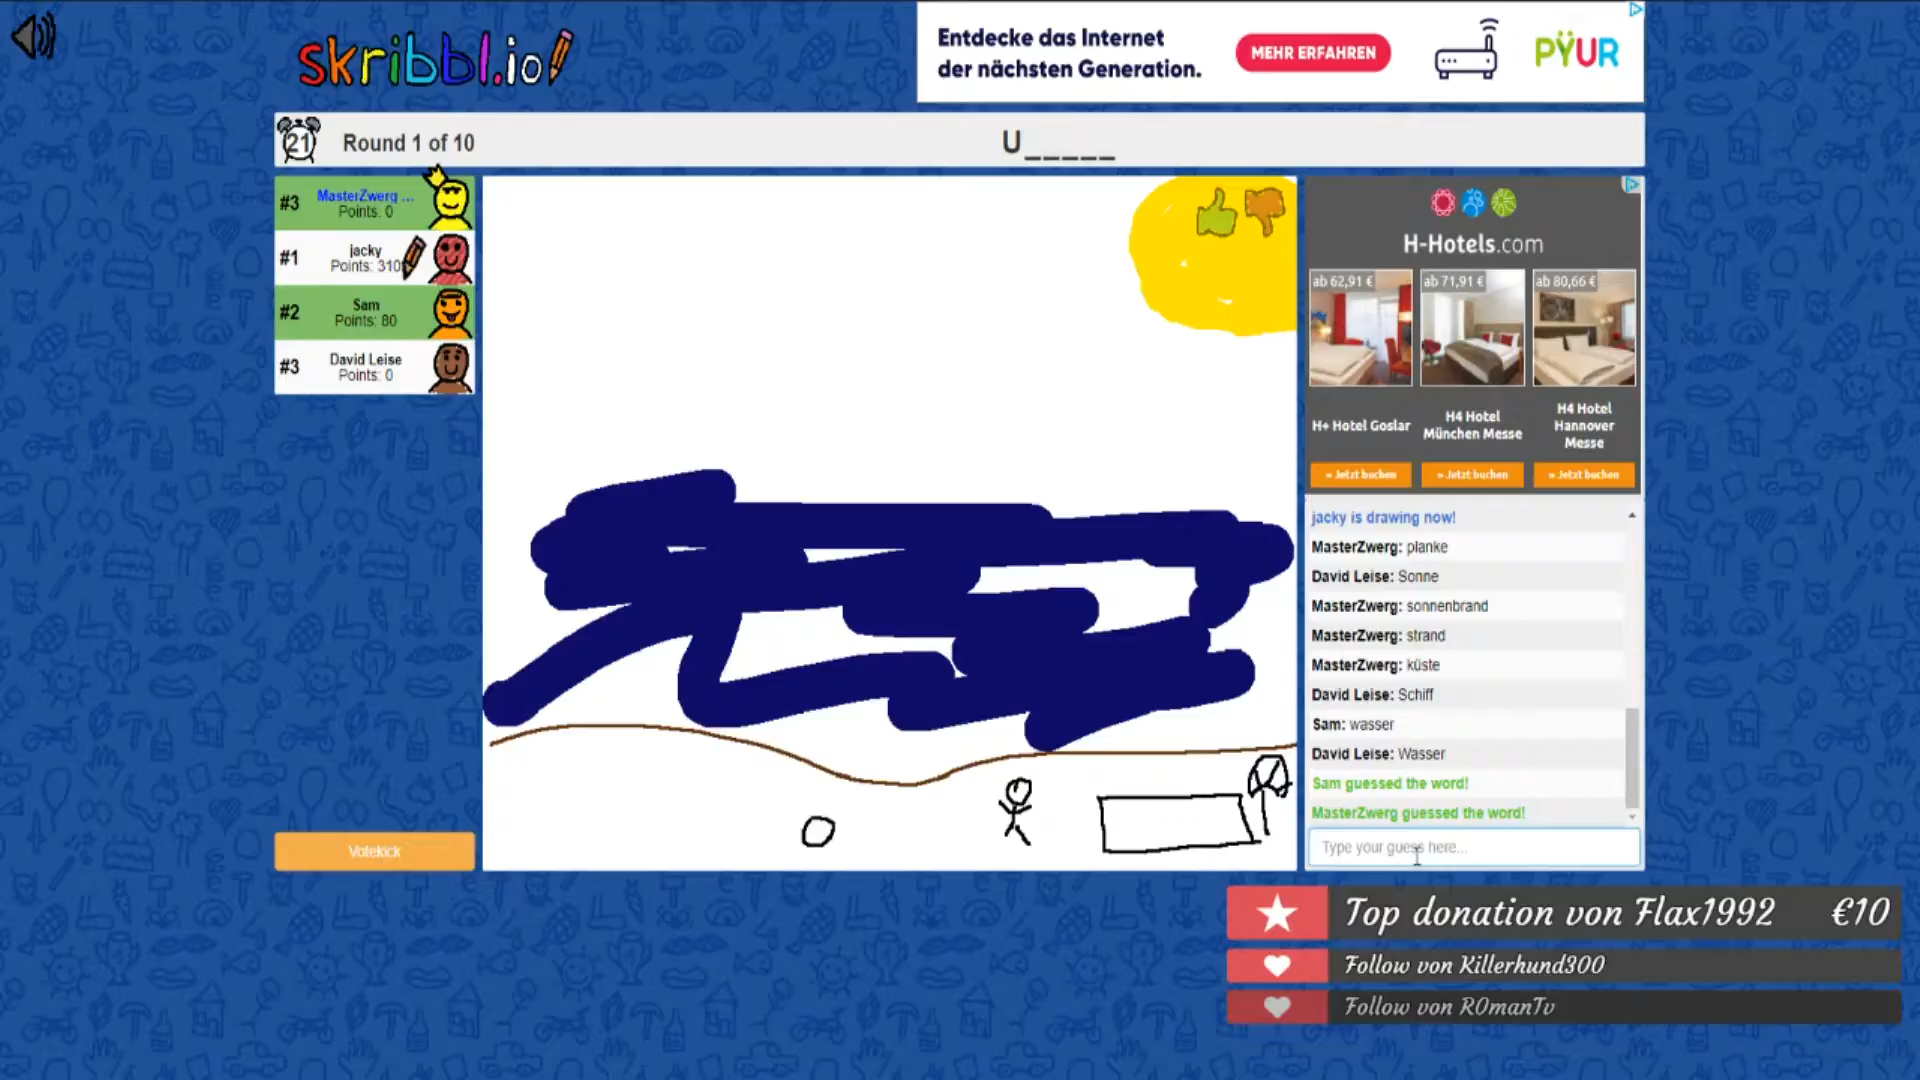 skribbl.io
Entdecke das Internet
der nächsten Generation.
MEHR ERFAHREN
PŸUR
21
Round 1 of 10
U_____
#3
MasterZwerg ...
Points: 0
#1
jacky
Points: 310
#2
Sam
Points: 80
#3
David Leise
Points: 0
Votekick
H-Hotels.com
ab 62,91 €
ab 71,91 €
ab 80,66 €
H+ Hotel Goslar
H4 Hotel
München Messe
H4 Hotel
Hannover
Messe
» Jetzt buchen
» Jetzt buchen
» Jetzt buchen
jacky is drawing now!
MasterZwerg: planke
David Leise: Sonne
MasterZwerg: sonnenbrand
MasterZwerg: strand
MasterZwerg: küste
David Leise: Schiff
Sam: wasser
David Leise: Wasser
Sam guessed the word!
MasterZwerg guessed the word!
Type your guess here...
Top donation von Flax1992 €10
Follow von Killerhund300
Follow von R0manTv